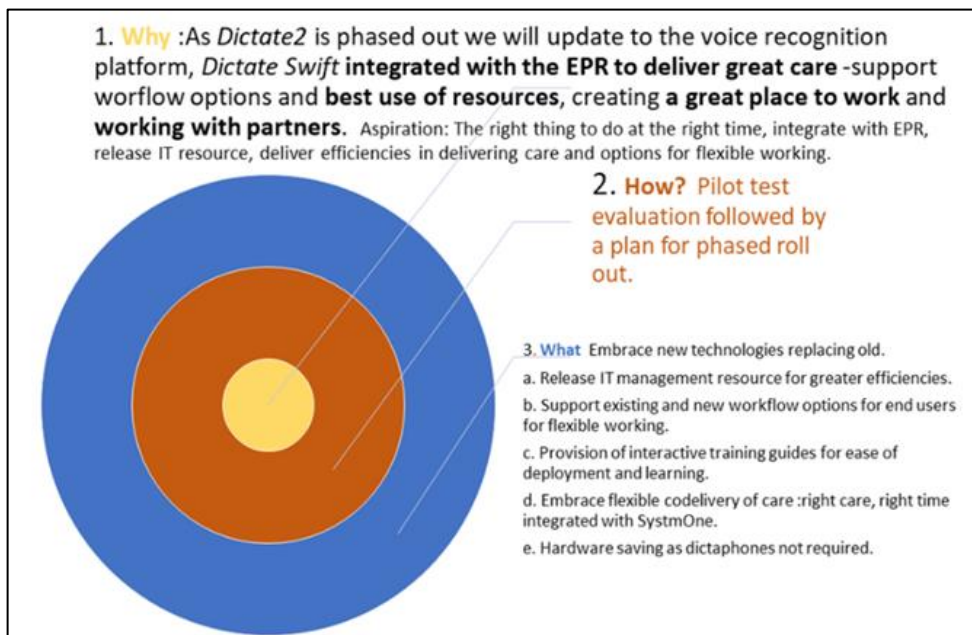 1. Why :As Dictate2 is phased out we will update to the voice recognition
platform, Dictate Swift integrated with the EPR to deliver great care -support
worflow options and best use of resources, creating a great place to work and
working with partners. Aspiration: The right thing to do at the right time, integrate with EPR,
release IT resource, deliver efficiencies in delivering care and options for flexible working.
2. How? Pilot test
evaluation followed by
a plan for phased roll
out.
3. What Embrace new technologies replacing old.
a. Release IT management resource for greater efficiencies.
b. Support existing and new workflow options for end users
for flexible working.
c. Provision of interactive training guides for ease of
deployment and learning.
d. Embrace flexible codelivery of care :right care, right time
integrated with SystmOne.
e. Hardware saving as dictaphones not required.